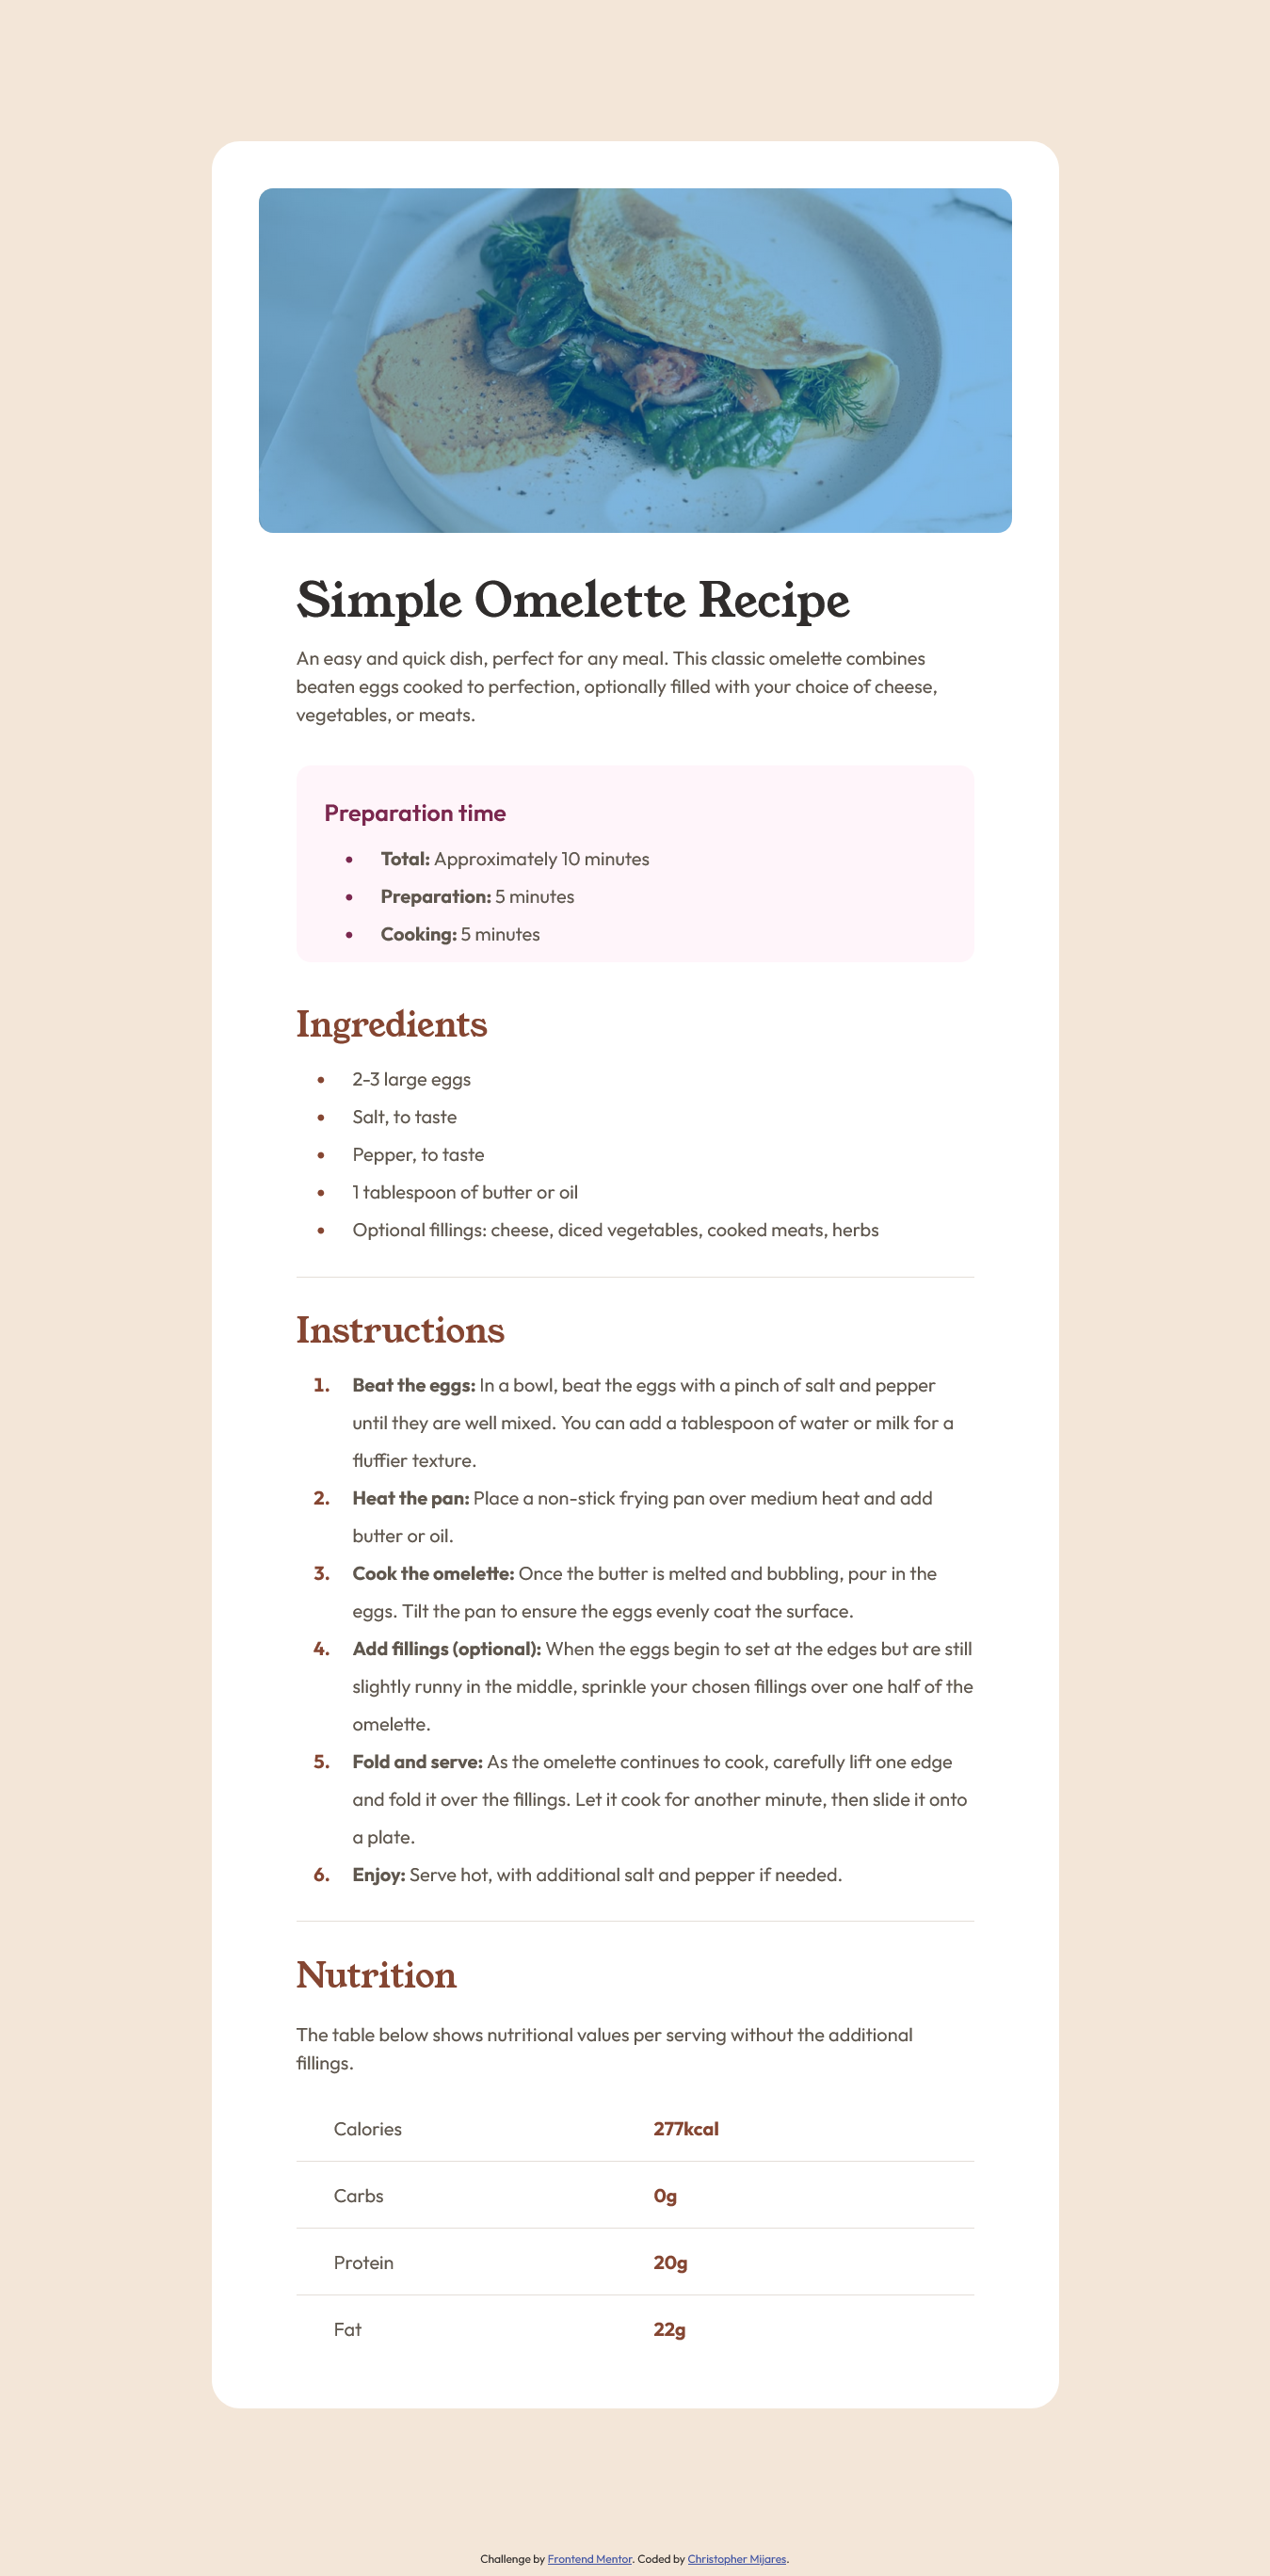 Simple Omelette Recipe
An easy and quick dish, perfect for any meal. This classic omelette combines
beaten eggs cooked to perfection, optionally filled with your choice of cheese,
vegetables, or meats.
Preparation time
• Total: Approximately 10 minutes
• Preparation: 5 minutes
• Cooking: 5 minutes
Ingredients
• 2-3 large eggs
• Salt, to taste
• Pepper, to taste
• 1 tablespoon of butter or oil
• Optional fillings: cheese, diced vegetables, cooked meats, herbs
Instructions
1. Beat the eggs: In a bowl, beat the eggs with a pinch of salt and pepper
until they are well mixed. You can add a tablespoon of water or milk for a
fluffier texture.
2. Heat the pan: Place a non-stick frying pan over medium heat and add
butter or oil.
3. Cook the omelette: Once the butter is melted and bubbling, pour in the
eggs. Tilt the pan to ensure the eggs evenly coat the surface.
4. Add fillings (optional): When the eggs begin to set at the edges but are still
slightly runny in the middle, sprinkle your chosen fillings over one half of the
omelette.
5. Fold and serve: As the omelette continues to cook, carefully lift one edge
and fold it over the fillings. Let it cook for another minute, then slide it onto
a plate.
6. Enjoy: Serve hot, with additional salt and pepper if needed.
Nutrition
The table below shows nutritional values per serving without the additional
fillings.
Calories 277kcal
Carbs 0g
Protein 20g
Fat 22g
Challenge by Frontend Mentor. Coded by Christopher Mijares.